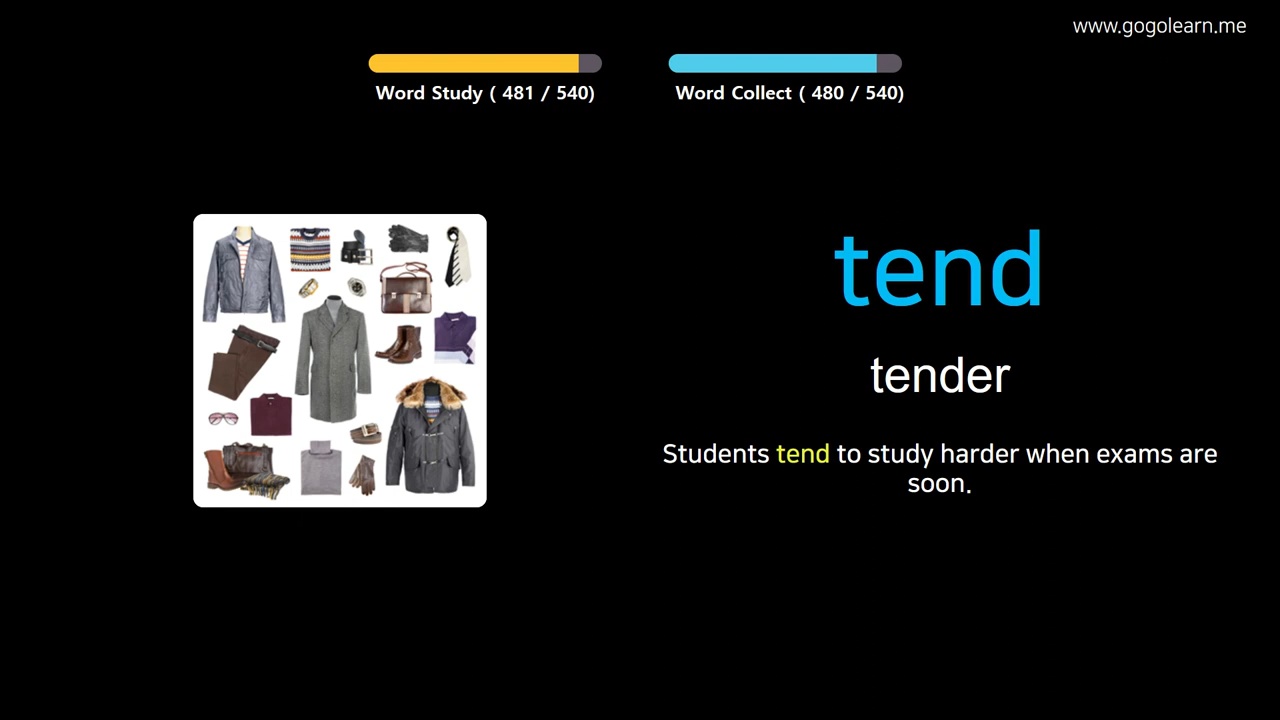 www.gogolearn.me
Word Study ( 481 / 540)
Word Collect ( 480 / 540)
tend
tender
Students tend to study harder when exams are
soon.